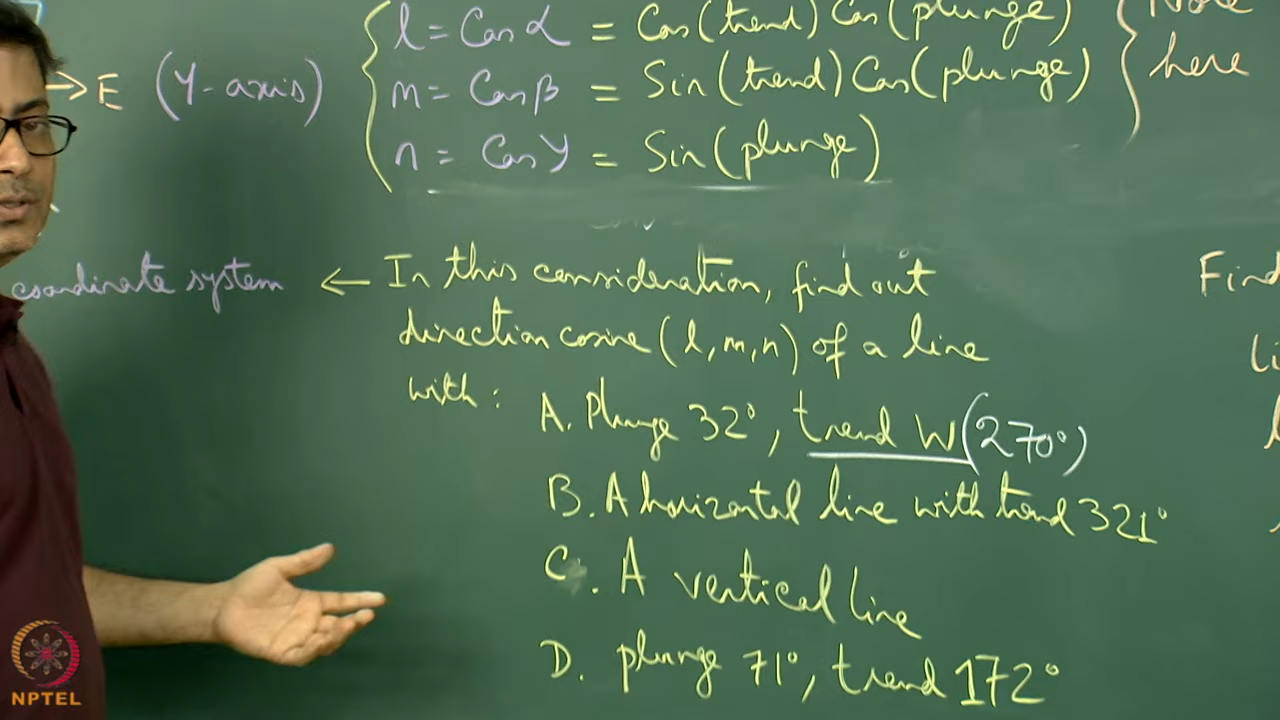 l = Cos α = Cos(trend) Cos(plunge)
→ E (Y-axis) m = Cos β = Sin(trend) Cos(plunge) here
n = Cos γ = Sin(plunge)
coordinate system ← In this consideration, find out
direction cosine (l, m, n) of a line
with :
A. Plunge 32°, trend W (270°)
B. A horizontal line with trend 321°
C. A vertical line
D. plunge 71°, trend 172°
Find
NPTEL